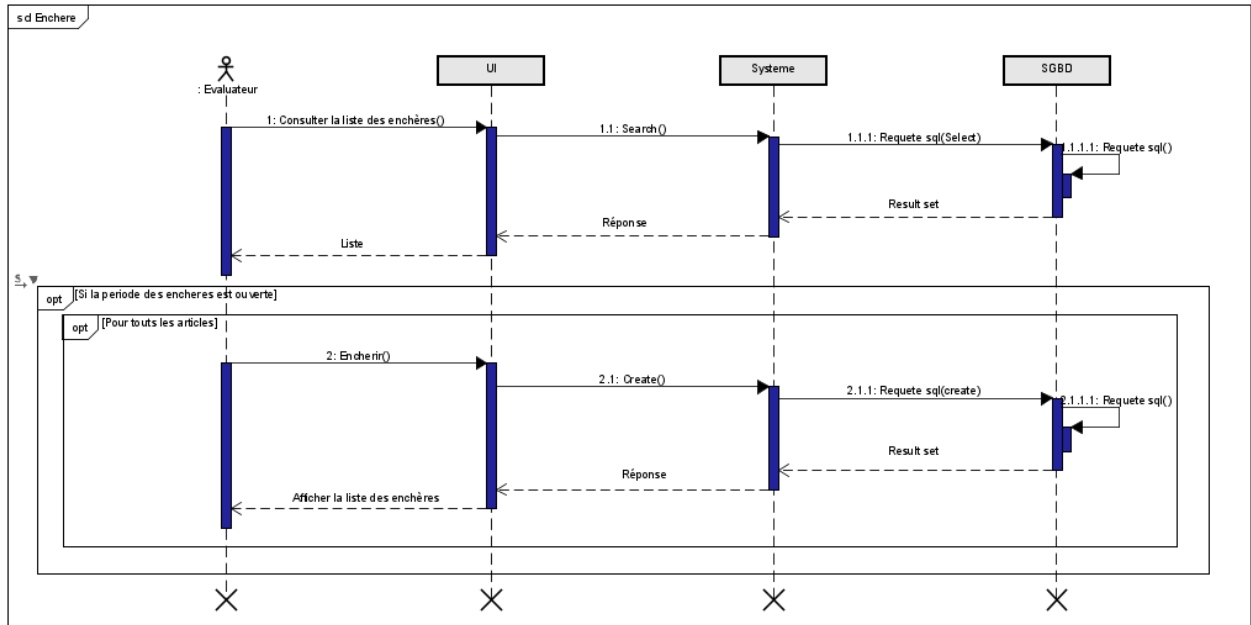 sd Enchere
: Evaluateur
UI
Systeme
SGBD
1: Consulter la liste des enchères()
1.1: Search()
1.1.1: Requete sql(Select)
1.1.1.1: Requete sql()
Result set
Réponse
Liste
S
opt [Si la periode des encheres est ouverte]
opt [Pour touts les articles]
2: Encherir()
2.1: Create()
2.1.1: Requete sql(create)
2.1.1.1: Requete sql()
Result set
Réponse
Afficher la liste des enchères